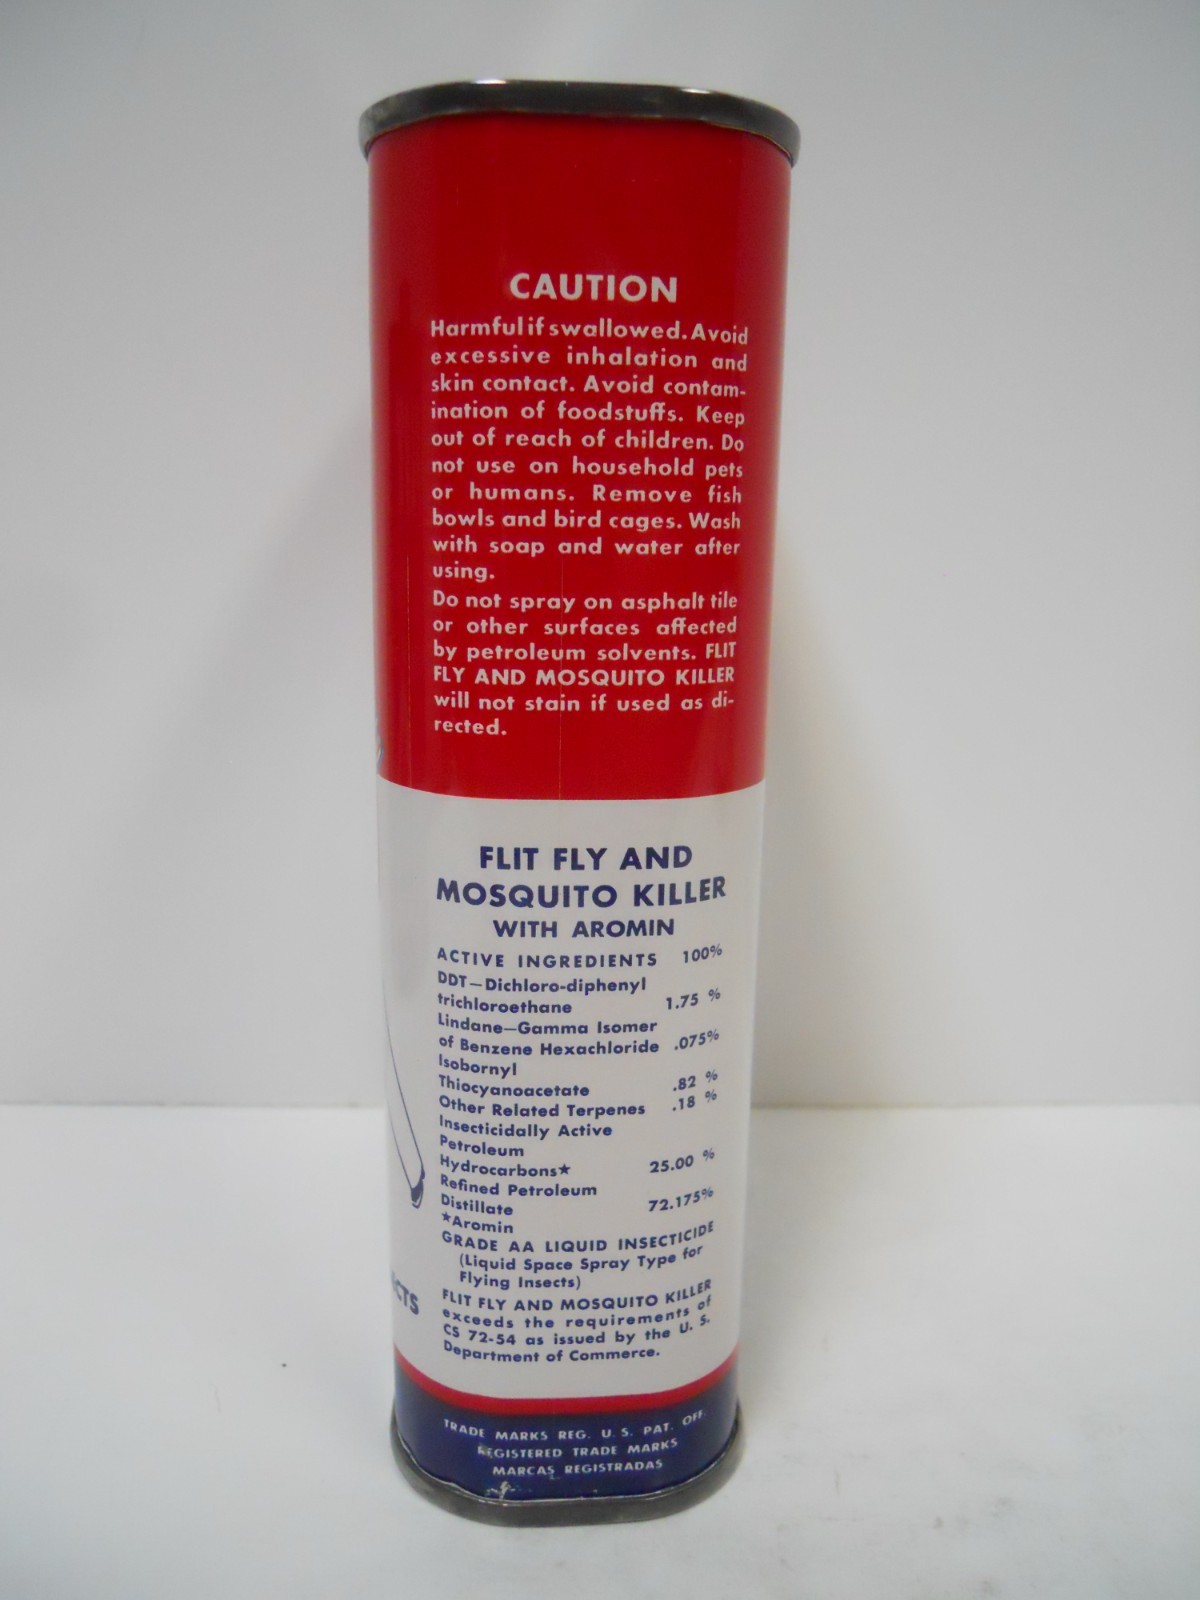 CAUTION
Harmful if swallowed. Avoid
excessive inhalation and
skin contact. Avoid contam-
ination of foodstuffs. Keep
out of reach of children. Do
not use on household pets
or humans. Remove fish
bowls and bird cages. Wash
with soap and water after
using.
Do not spray on asphalt tile
or other surfaces affected
by petroleum solvents. FLIT
FLY AND MOSQUITO KILLER
will not stain if used as di-
rected.
FLIT FLY AND
MOSQUITO KILLER
WITH AROMIN
ACTIVE INGREDIENTS 100%
DDT—Dichloro-diphenyl
trichloroethane 1.75 %
Lindane—Gamma Isomer
of Benzene Hexachloride .075%
Isobornyl
Thiocyanoacetate .82 %
Other Related Terpenes .18 %
Insecticidally Active
Petroleum
Hydrocarbons★ 25.00 %
Refined Petroleum
Distillate 72.175%
★Aromin
GRADE AA LIQUID INSECTICIDE
(Liquid Space Spray Type for
Flying Insects)
FLIT FLY AND MOSQUITO KILLER
exceeds the requirements of
CS 72-54 as issued by the U. S.
Department of Commerce.
CTS
TRADE MARKS REG. U. S. PAT. OFF.
REGISTERED TRADE MARKS
MARCAS REGISTRADAS